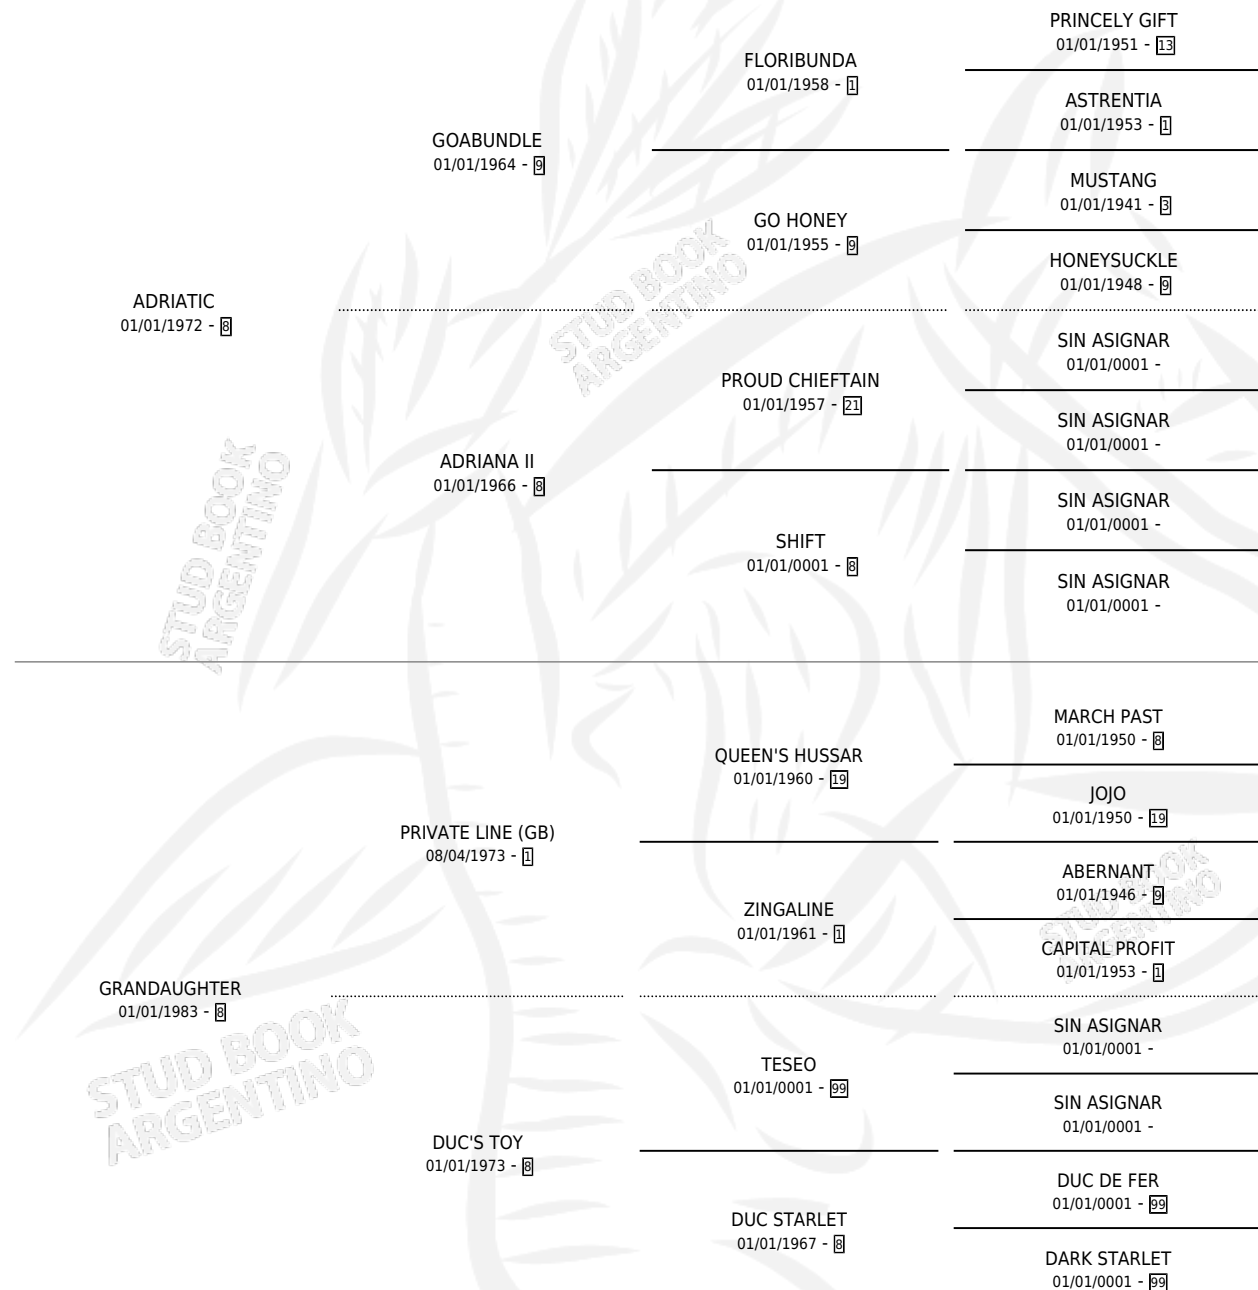 PRINCELY GIFT
01/01/1951 - 13
FLORIBUNDA
01/01/1958 - 1
ASTRENTIA
01/01/1953 - 1
GOABUNDLE
01/01/1964 - 9
MUSTANG
01/01/1941 - 3
GO HONEY
01/01/1955 - 9
HONEYSUCKLE
01/01/1948 - 9
ADRIATIC
01/01/1972 - 8
STUD BOOK
ARGENTINO
SIN ASIGNAR
01/01/0001 -
PROUD CHIEFTAIN
01/01/1957 - 21
SIN ASIGNAR
01/01/0001 -
ADRIANA II
01/01/1966 - 8
SIN ASIGNAR
01/01/0001 -
SHIFT
01/01/0001 - 8
SIN ASIGNAR
01/01/0001 -
STUD BOOK
ARGENTINO
MARCH PAST
01/01/1950 - 8
QUEEN'S HUSSAR
01/01/1960 - 19
JOJO
01/01/1950 - 19
PRIVATE LINE (GB)
08/04/1973 - 1
ABERNANT
01/01/1946 - 9
ZINGALINE
01/01/1961 - 1
STUD BOOK
ARGENTINO
CAPITAL PROFIT
01/01/1953 - 1
GRANDAUGHTER
01/01/1983 - 8
SIN ASIGNAR
01/01/0001 -
TESEO
01/01/0001 - 99
SIN ASIGNAR
01/01/0001 -
STUD BOOK
ARGENTINO
DUC'S TOY
01/01/1973 - 8
DUC DE FER
01/01/0001 - 99
DUC STARLET
01/01/1967 - 8
DARK STARLET
01/01/0001 - 99